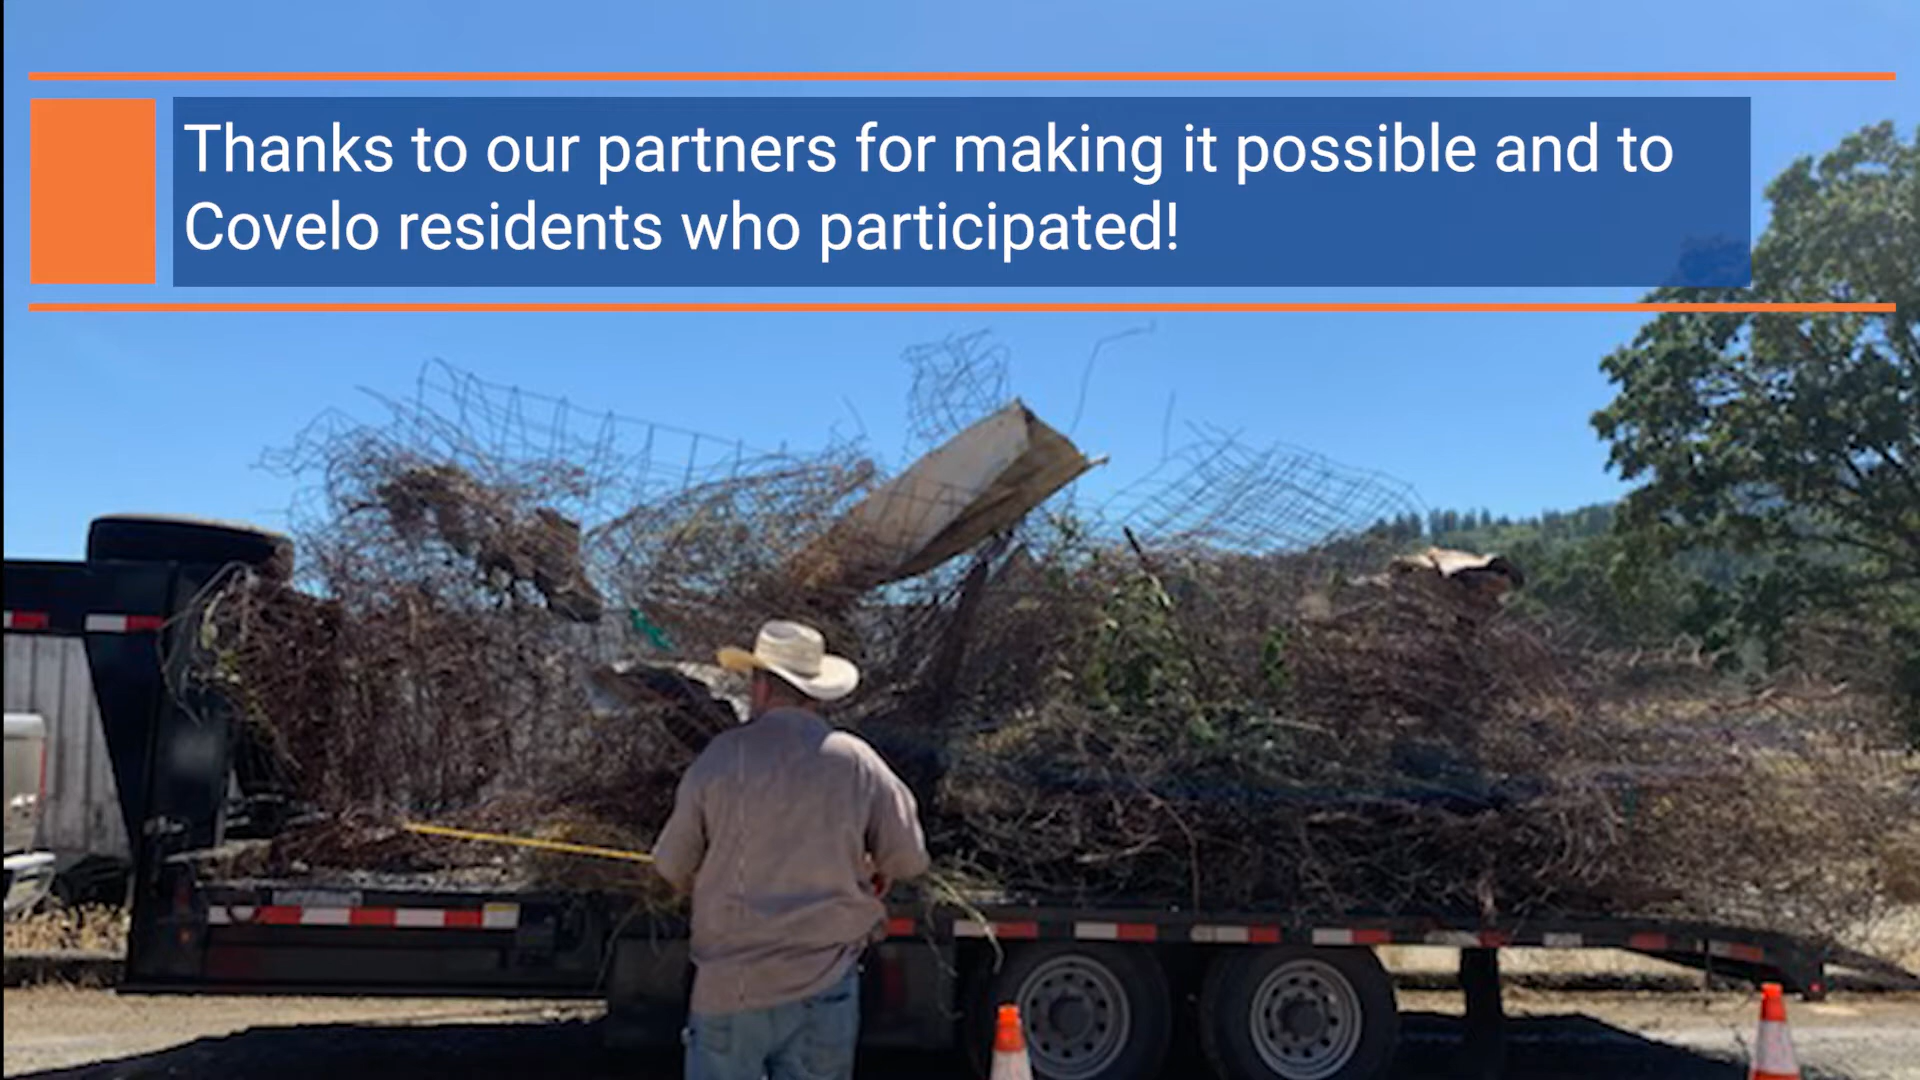 Thanks to our partners for making it possible and to
Covelo residents who participated!